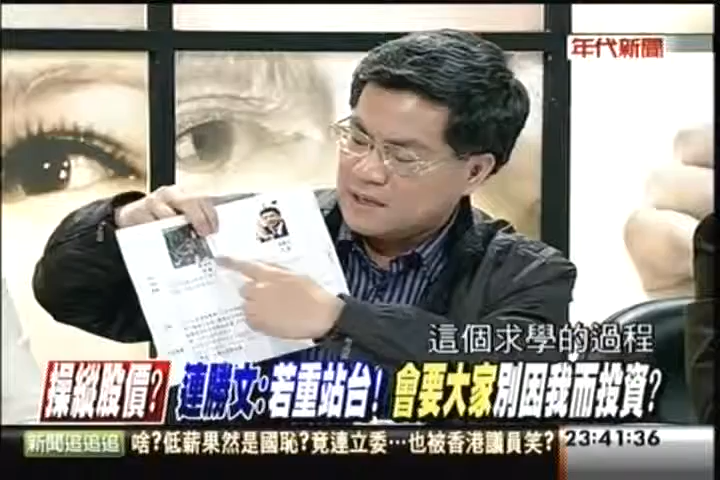 年代新聞
這個求學的過程
操縱股價? 連勝文:若重站台! 會要大家別因我而投資?
新聞追追追 啥?低薪果然是國恥?竟連立委…也被香港議員笑? 23:41:36